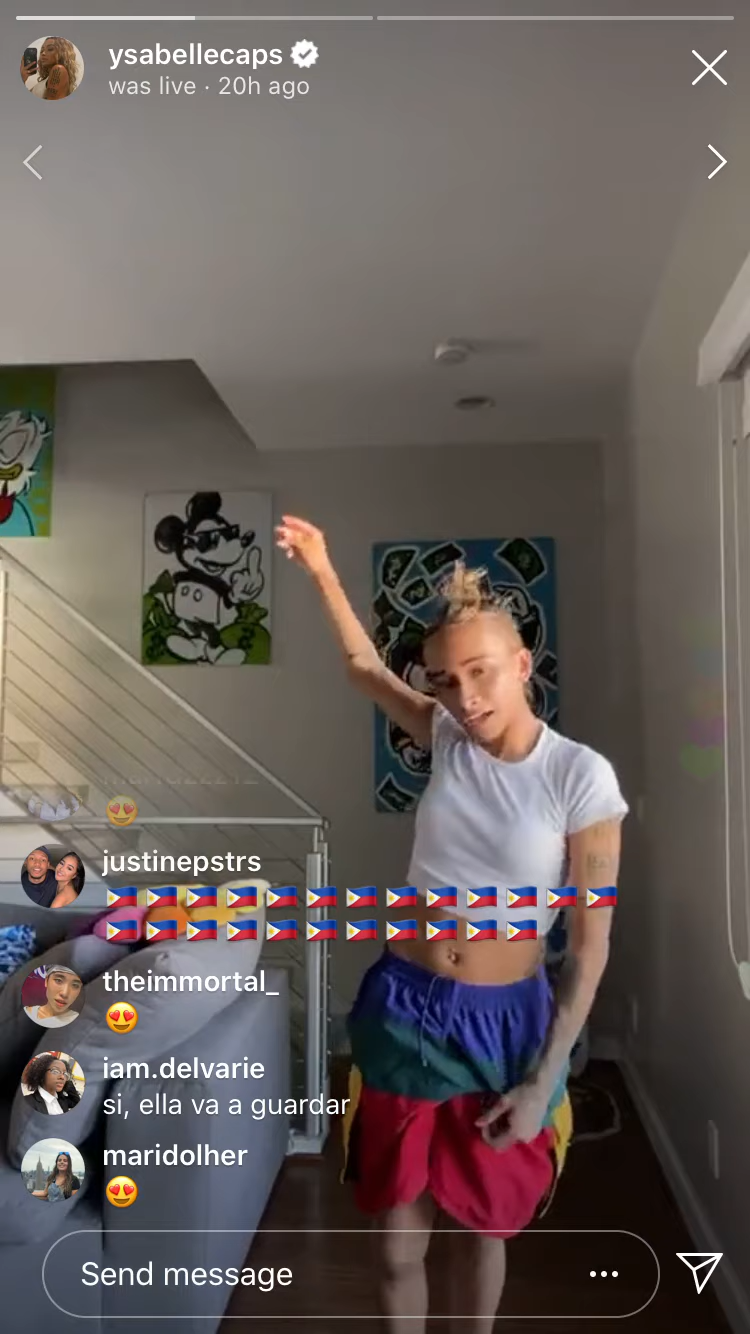 ysabellecaps
was live · 20h ago
😍
justinepstrs
🇵🇭🇵🇭🇵🇭🇵🇭🇵🇭🇵🇭🇵🇭🇵🇭🇵🇭🇵🇭🇵🇭🇵🇭🇵🇭
🇵🇭🇵🇭🇵🇭🇵🇭🇵🇭🇵🇭🇵🇭🇵🇭🇵🇭🇵🇭🇵🇭
theimmortal_
😍
iam.delvarie
si, ella va a guardar
maridolher
😍
Send message